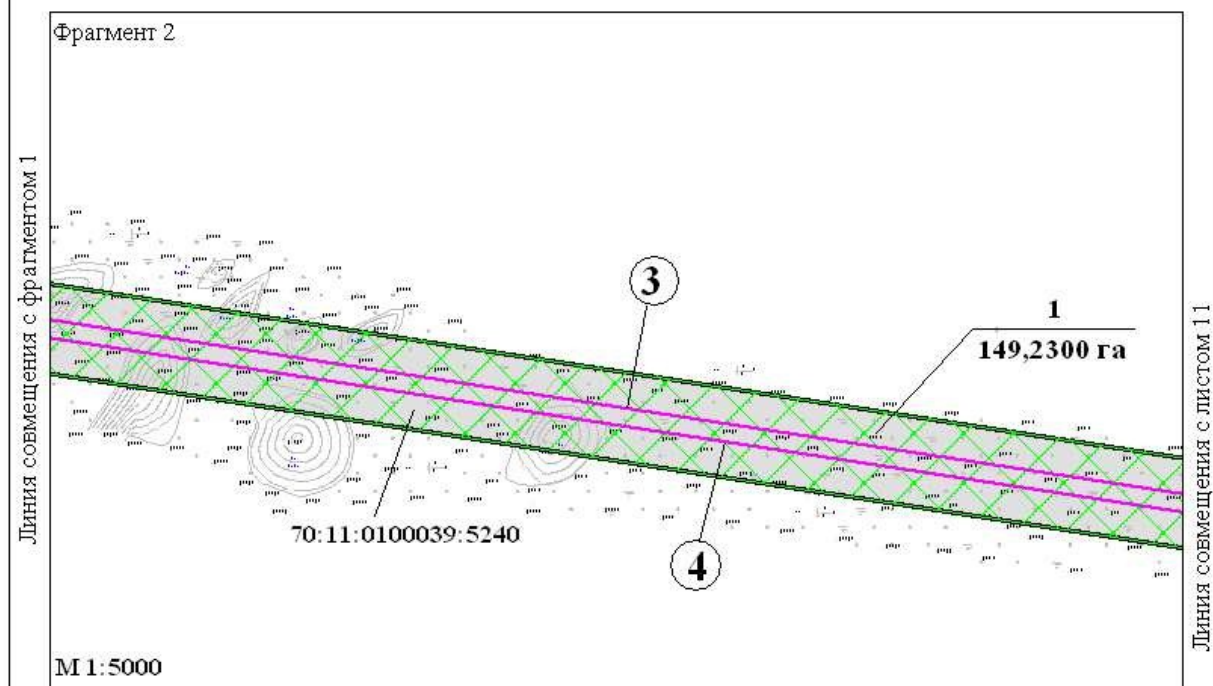 Фрагмент 2
Линия совмещения с фрагментом 1
3
1
149,2300 га
70:11:0100039:5240
4
Линия совмещения с листом 11
М 1:5000